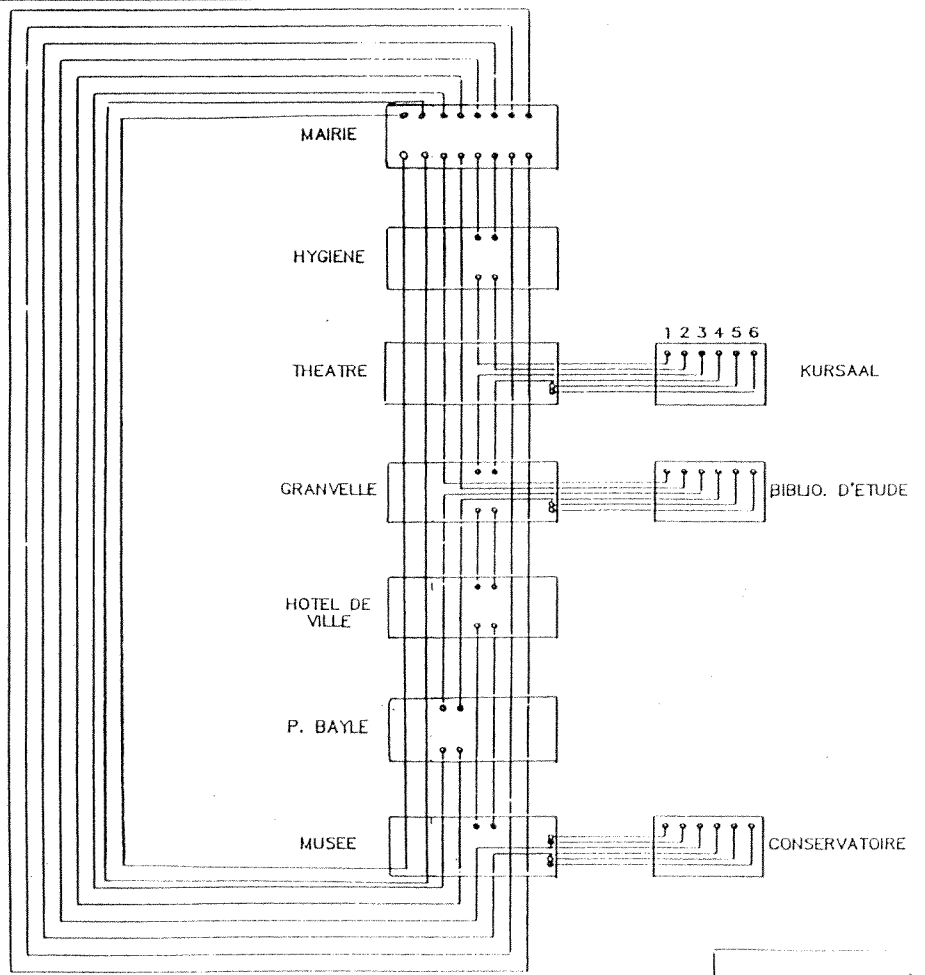 MAIRIE
HYGIENE
THEATRE
1 2 3 4 5 6
KURSAAL
GRANVELLE
BIBLIO. D'ETUDE
HOTEL DE
VILLE
P. BAYLE
MUSEE
CONSERVATOIRE